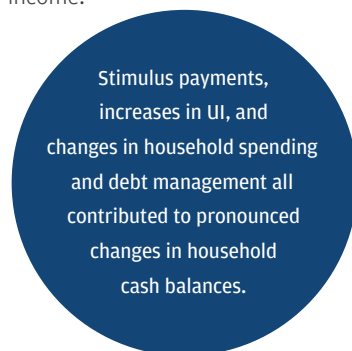 income.
Stimulus payments,
increases in UI, and
changes in household spending
and debt management all
contributed to pronounced
changes in household
cash balances.